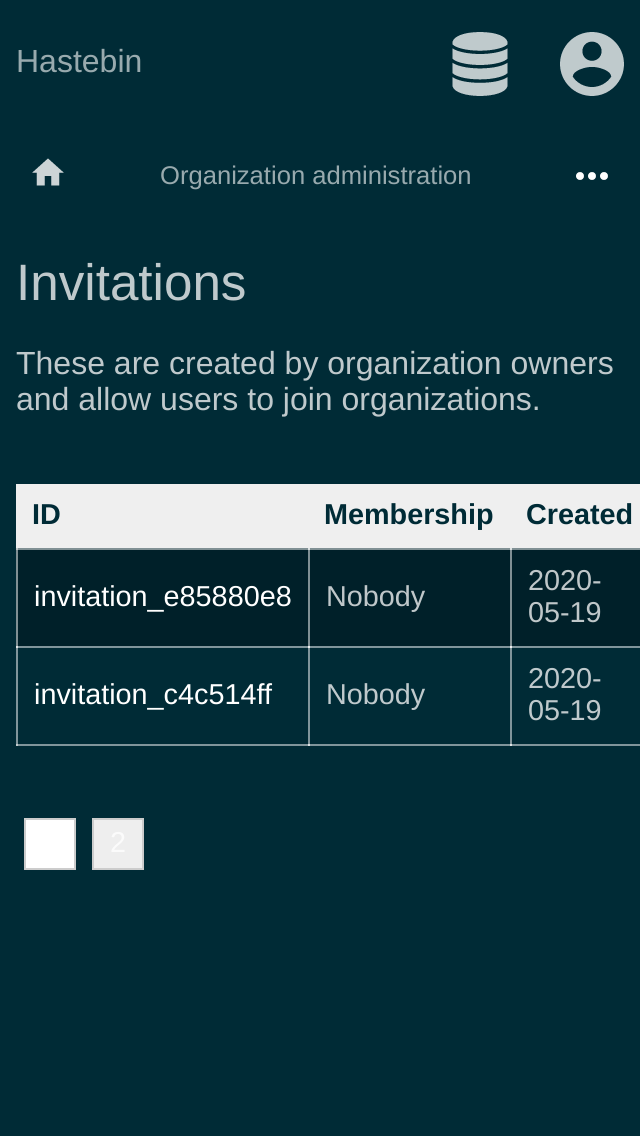 Hastebin
Organization administration
Invitations
These are created by organization owners
and allow users to join organizations.
ID Membership Created
invitation_e85880e8 Nobody 2020-
05-19
invitation_c4c514ff Nobody 2020-
05-19
2